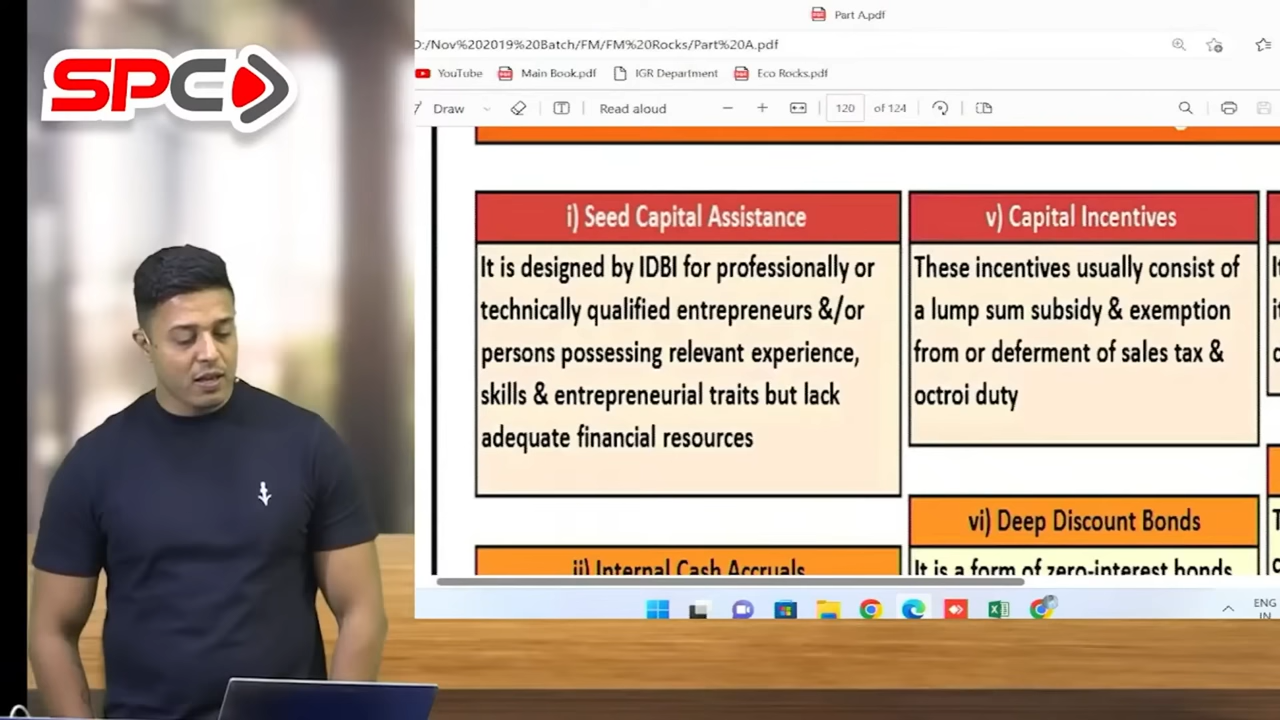 SPC
Part A.pdf
D:/Nov%202019%20Batch/FM/FM%20Rocks/Part%20A.pdf
YouTube
Main Book.pdf
IGR Department
Eco Rocks.pdf
Draw
Read aloud
120
of 124
i) Seed Capital Assistance
It is designed by IDBI for professionally or
technically qualified entrepreneurs &/or
persons possessing relevant experience,
skills & entrepreneurial traits but lack
adequate financial resources
ii) Internal Cash Accruals
v) Capital Incentives
These incentives usually consist of
a lump sum subsidy & exemption
from or deferment of sales tax &
octroi duty
vi) Deep Discount Bonds
It is a form of zero-interest bonds
ENG
IN